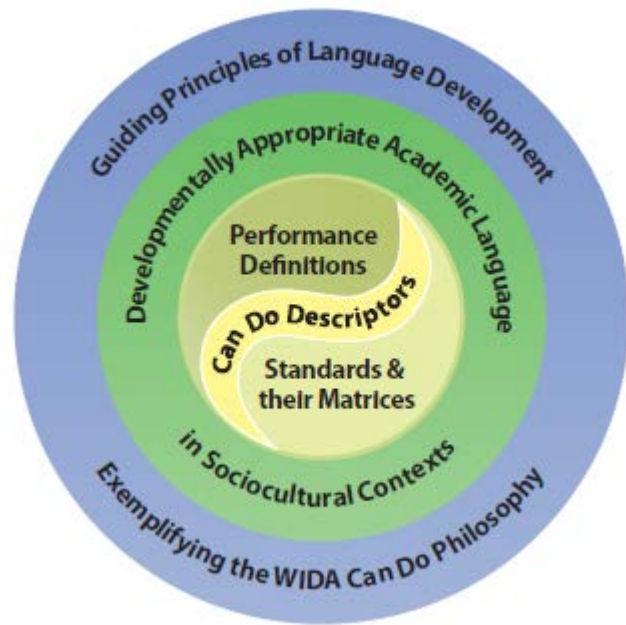 Guiding Principles of Language Development
Developmentally Appropriate Academic Language
Performance
Definitions
Can Do Descriptors
Standards &
their Matrices
in Sociocultural Contexts
Exemplifying the WIDA Can Do Philosophy